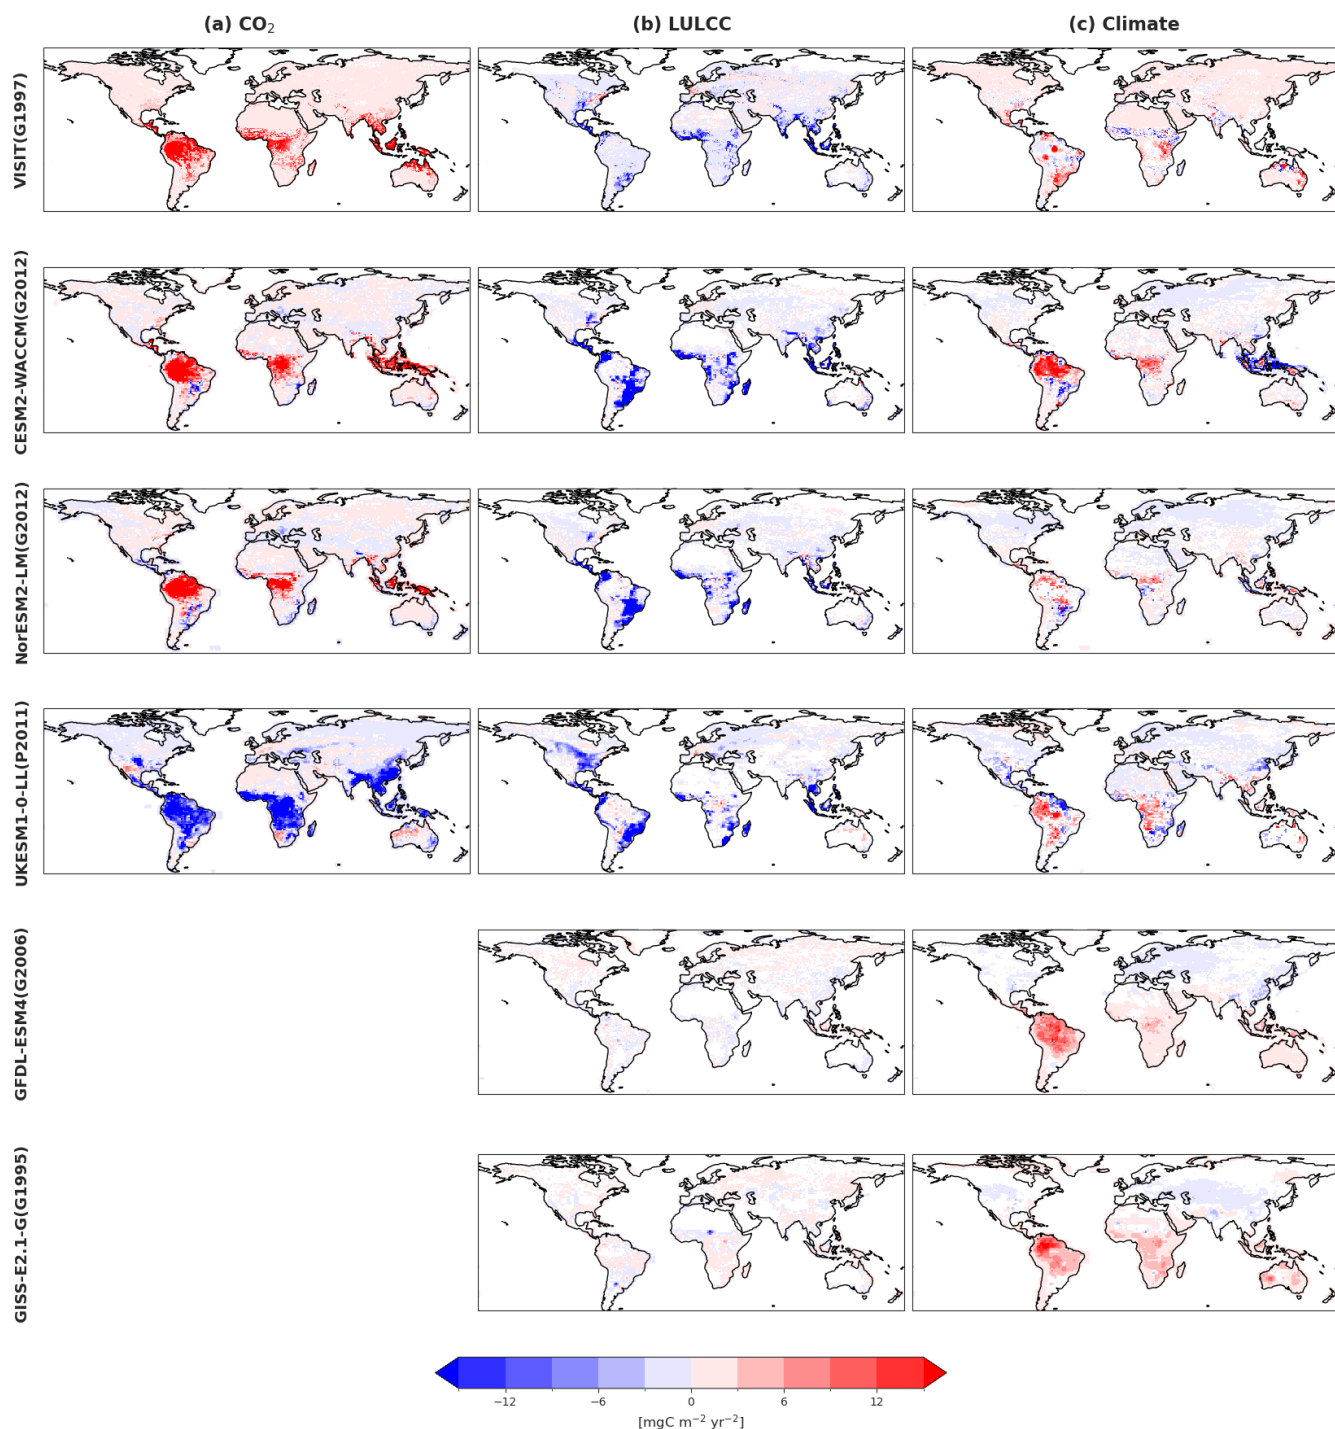 (a) CO₂ (b) LULCC (c) Climate
VISIT(G1997)
CESM2-WACCM(G2012)
NorESM2-LM(G2012)
UKESM1-0-LL(P2011)
GFDL-ESM4(G2006)
GISS-E2.1-G(G1995)
−12 −6 0 6 12
[mgC m⁻² yr⁻²]